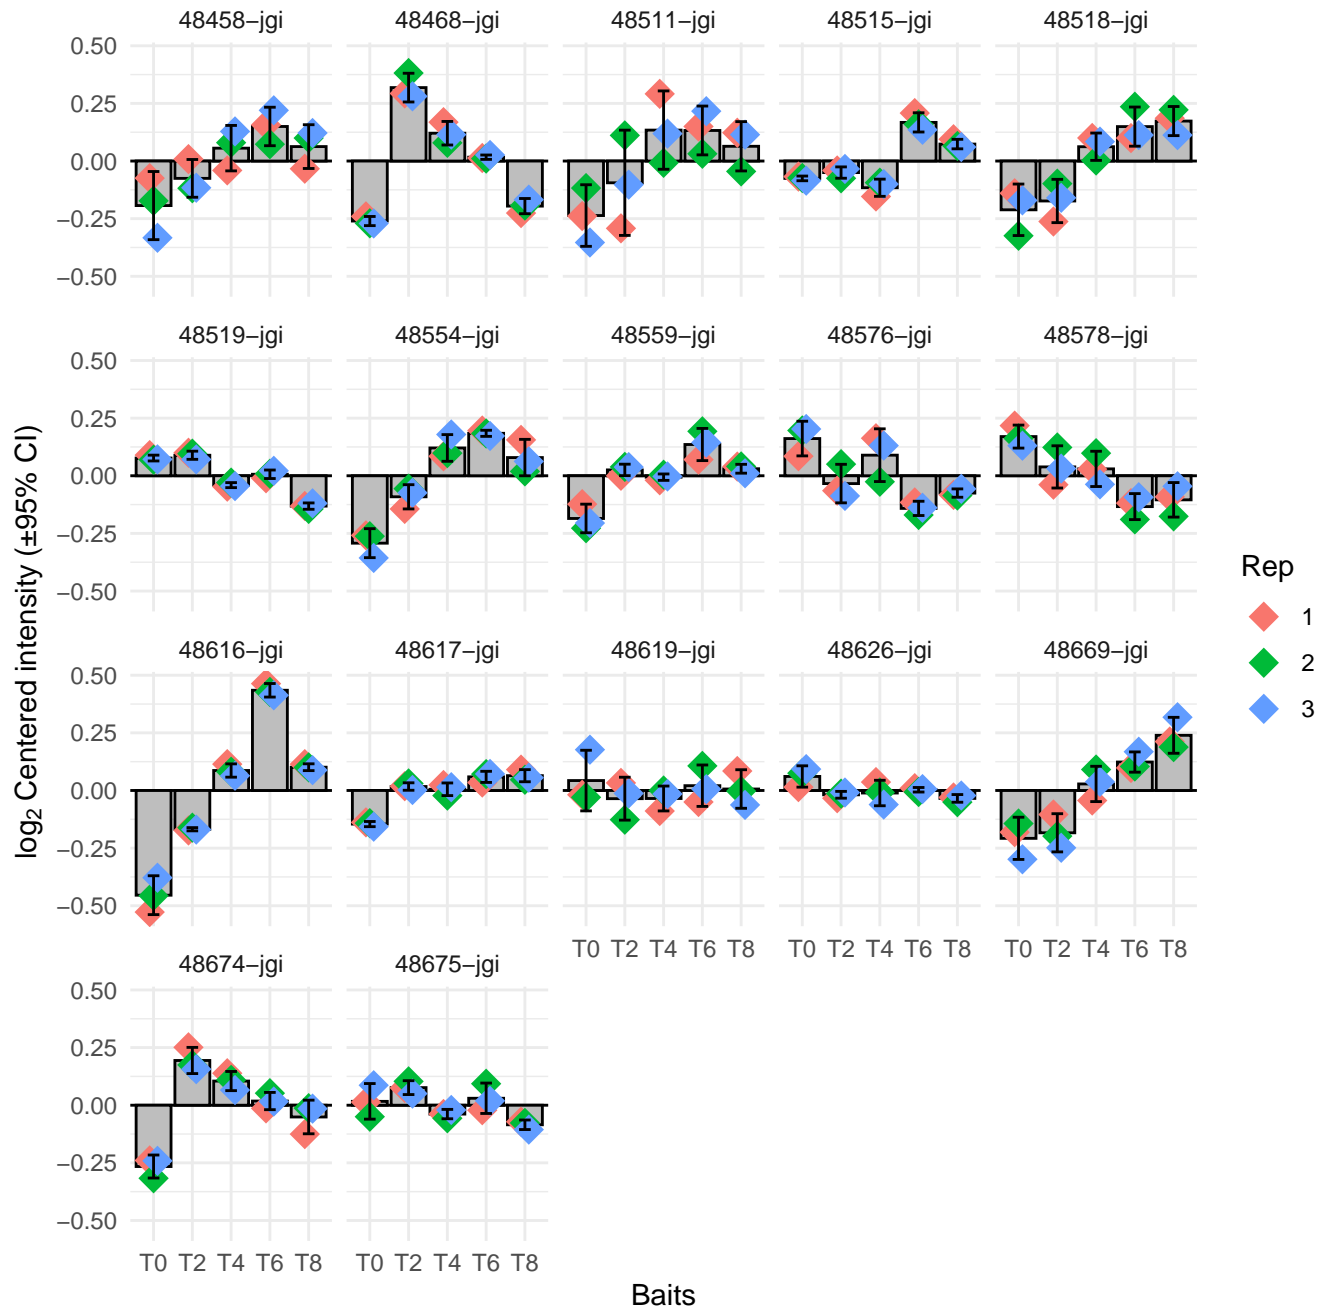 48458−jgi 48468−jgi 48511−jgi 48515−jgi 48518−jgi
0.50
0.25
0.00
−0.25
−0.50
48519−jgi 48554−jgi 48559−jgi 48576−jgi 48578−jgi
0.50
0.25
0.00
−0.25
−0.50
log2 Centered intensity (±95% CI)
Rep
1
2
3
48616−jgi 48617−jgi 48619−jgi 48626−jgi 48669−jgi
0.50
0.25
0.00
−0.25
−0.50
T0 T2 T4 T6 T8 T0 T2 T4 T6 T8 T0 T2 T4 T6 T8
48674−jgi 48675−jgi
0.50
0.25
0.00
−0.25
−0.50
T0 T2 T4 T6 T8 T0 T2 T4 T6 T8
Baits